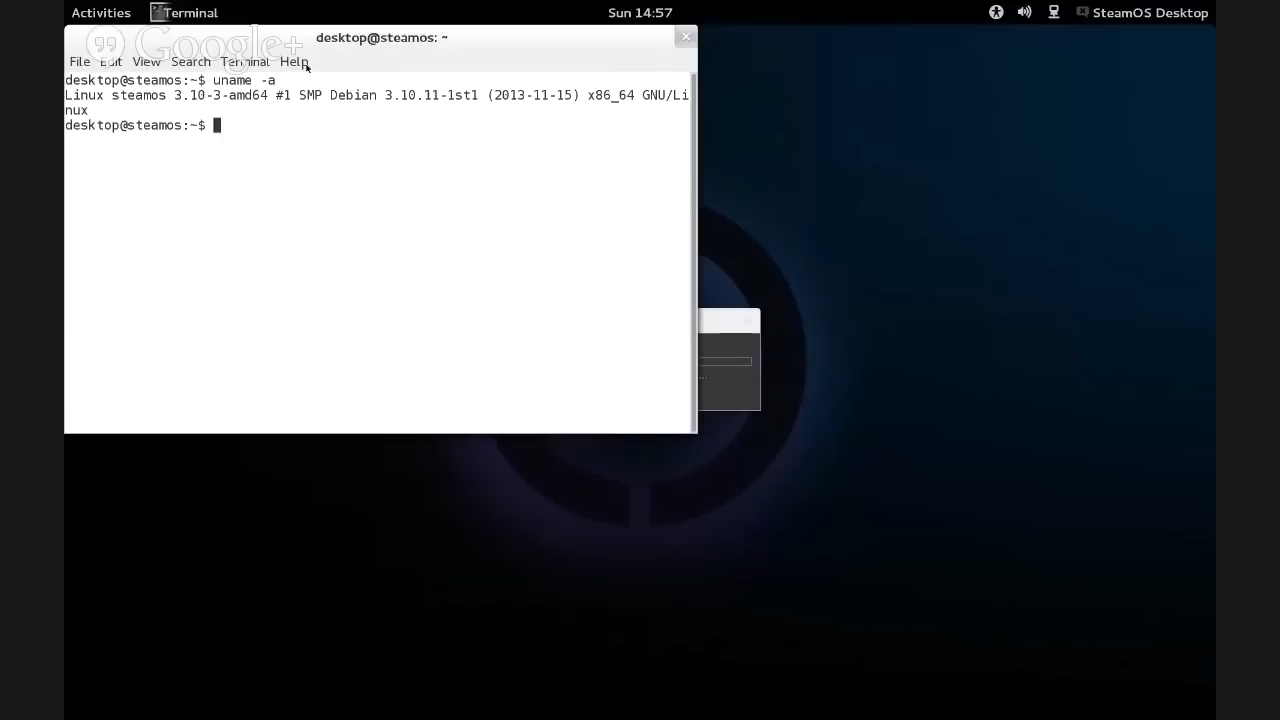 Activities Terminal Sun 14:57 SteamOS Desktop
Google+
desktop@steamos: ~
File Edit View Search Terminal Help
desktop@steamos:~$ uname -a
Linux steamos 3.10-3-amd64 #1 SMP Debian 3.10.11-1st1 (2013-11-15) x86_64 GNU/Li
nux
desktop@steamos:~$